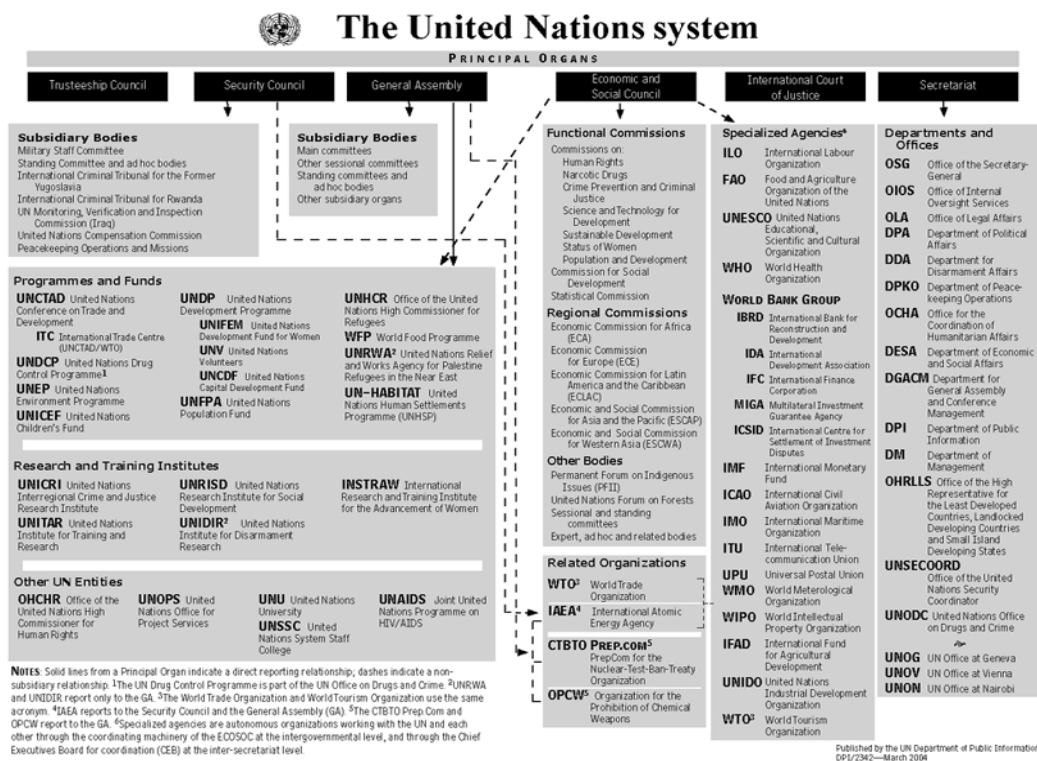 The United Nations system
PRINCIPAL ORGANS
Trusteeship Council
Security Council
General Assembly
Economic and
Social Council
International Court
of Justice
Secretariat
Subsidiary Bodies
Military Staff Committee
Standing Committee and ad hoc bodies
International Criminal Tribunal for the Former
Yugoslavia
International Criminal Tribunal for Rwanda
UN Monitoring, Verification and Inspection
Commission (Iraq)
United Nations Compensation Commission
Peacekeeping Operations and Missions
Subsidiary Bodies
Main committees
Other sessional committees
Standing committees and
ad hoc bodies
Other subsidiary organs
Programmes and Funds
UNCTAD United Nations
Conference on Trade and
Development
ITC International Trade Centre
(UNCTAD/WTO)
UNDCP United Nations Drug
Control Programme¹
UNEP United Nations
Environment Programme
UNICEF United Nations
Children's Fund
UNDP United Nations
Development Programme
UNIFEM United Nations
Development Fund for Women
UNV United Nations
Volunteers
UNCDF United Nations
Capital Development Fund
UNFPA United Nations
Population Fund
UNHCR Office of the United
Nations High Commissioner for
Refugees
WFP World Food Programme
UNRWA² United Nations Relief
and Works Agency for Palestine
Refugees in the Near East
UN-HABITAT United
Nations Human Settlements
Programme (UNHSP)
Research and Training Institutes
UNICRI United Nations
Interregional Crime and Justice
Research Institute
UNITAR United Nations
Institute for Training and
Research
UNRISD United Nations
Research Institute for Social
Development
UNIDIR² United Nations
Institute for Disarmament
Research
INSTRAW International
Research and Training Institute
for the Advancement of Women
Other UN Entities
OHCHR Office of the
United Nations High
Commissioner for
Human Rights
UNOPS United
Nations Office for
Project Services
UNU United Nations
University
UNSSC United
Nations System Staff
College
UNAIDS Joint United
Nations Programme on
HIV/AIDS
Functional Commissions
Commissions on:
Human Rights
Narcotic Drugs
Crime Prevention and Criminal
Justice
Science and Technology for
Development
Sustainable Development
Status of Women
Population and Development
Commission for Social
Development
Statistical Commission
Regional Commissions
Economic Commission for Africa
(ECA)
Economic Commission
for Europe (ECE)
Economic Commission for Latin
America and the Caribbean
(ECLAC)
Economic and Social Commission
for Asia and the Pacific (ESCAP)
Economic and Social Commission
for Western Asia (ESCWA)
Other Bodies
Permanent Forum on Indigenous
Issues (PFII)
United Nations Forum on Forests
Sessional and standing
committees
Expert, ad hoc and related bodies
Related Organizations
WTO³ World Trade
Organization
IAEA⁴ International Atomic
Energy Agency
CTBTO PREP.COM⁵
PrepCom for the
Nuclear-Test-Ban-Treaty
Organization
OPCW⁵ Organization for the
Prohibition of Chemical
Weapons
Specialized Agencies⁶
ILO International Labour
Organization
FAO Food and Agriculture
Organization of the
United Nations
UNESCO United Nations
Educational,
Scientific and Cultural
Organization
WHO World Health
Organization
WORLD BANK GROUP
IBRD International Bank for
Reconstruction and
Development
IDA International
Development Association
IFC International Finance
Corporation
MIGA Multilateral Investment
Guarantee Agency
ICSID International Centre for
Settlement of Investment
Disputes
IMF International Monetary
Fund
ICAO International Civil
Aviation Organization
IMO International Maritime
Organization
ITU International Tele-
communication Union
UPU Universal Postal Union
WMO World Meterological
Organization
WIPO World Intellectual
Property Organization
IFAD International Fund
for Agricultural
Development
UNIDO United Nations
Industrial Development
Organization
WTO³ World Tourism
Organization
Departments and
Offices
OSG Office of the Secretary-
General
OIOS Office of Internal
Oversight Services
OLA Office of Legal Affairs
DPA Department of Political
Affairs
DDA Department for
Disarmament Affairs
DPKO Department of Peace-
keeping Operations
OCHA Office for the
Coordination of
Humanitarian Affairs
DESA Department of Economic
and Social Affairs
DGACM Department for
General Assembly
and Conference
Management
DPI Department of Public
Information
DM Department of
Management
OHRLLS Office of the High
Representative for
the Least Developed
Countries, Landlocked
Developing Countries
and Small Island
Developing States
UNSECOORD
Office of the United
Nations Security
Coordinator
UNODC United Nations Office
on Drugs and Crime
UNOG UN Office at Geneva
UNOV UN Office at Vienna
UNON UN Office at Nairobi
NOTES: Solid lines from a Principal Organ indicate a direct reporting relationship; dashes indicate a non-
subsidiary relationship. ¹The UN Drug Control Programme is part of the UN Office on Drugs and Crime. ²UNRWA
and UNIDIR report only to the GA. ³The World Trade Organization and World Tourism Organization use the same
acronym. ⁴IAEA reports to the Security Council and the General Assembly (GA). ⁵The CTBTO Prep.Com and
OPCW report to the GA. ⁶Specialized agencies are autonomous organizations working with the UN and each
other through the coordinating machinery of the ECOSOC at the intergovernmental level, and through the Chief
Executives Board for coordination (CEB) at the inter-secretariat level.
Published by the UN Department of Public Information
DPI/2342—March 2004